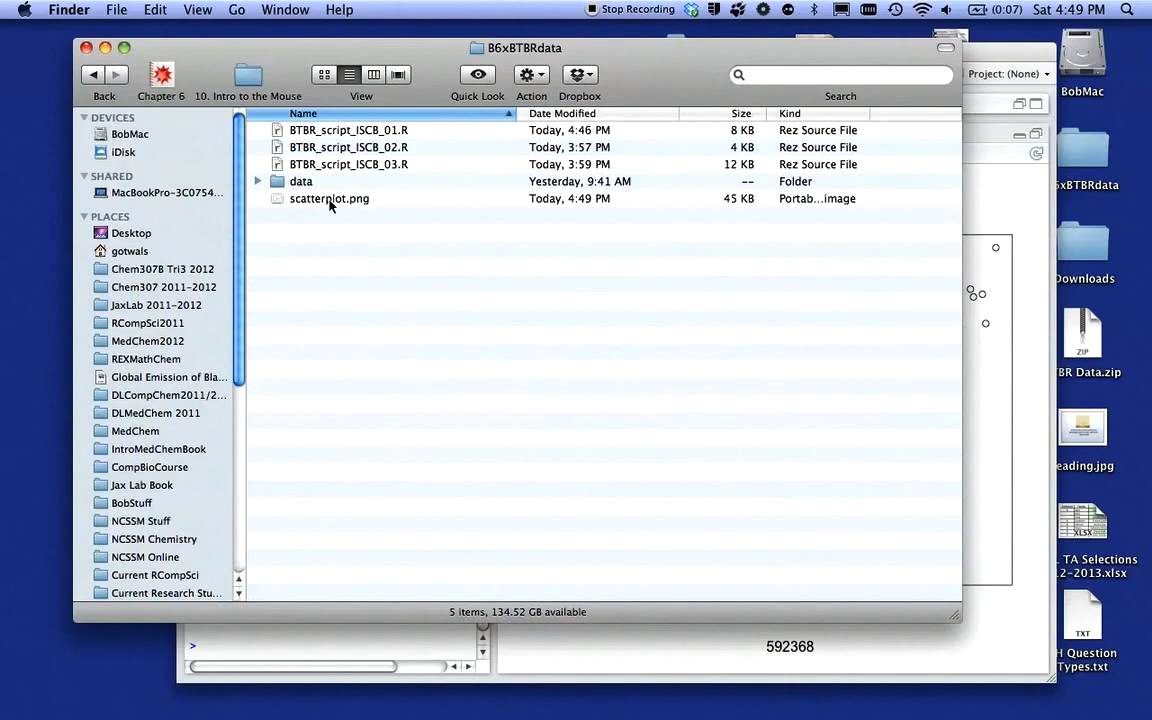 Finder File Edit View Go Window Help Stop Recording (0:07) Sat 4:49 PM
B6xBTBRdata
Back Chapter 6 10. Intro to the Mouse View Quick Look Action Dropbox Search
Project: (None)
DEVICES
BobMac
iDisk
SHARED
MacBookPro-3C0754...
PLACES
Desktop
gotwals
Chem307B Tri3 2012
Chem307 2011-2012
JaxLab 2011-2012
RCompSci2011
MedChem2012
REXMathChem
Global Emission of Bla...
DLCompChem2011/2...
DLMedChem 2011
MedChem
IntroMedChemBook
CompBioCourse
Jax Lab Book
BobStuff
NCSSM Stuff
NCSSM Chemistry
NCSSM Online
Current RCompSci
Current Research Stu...
Name Date Modified Size Kind
BTBR_script_ISCB_01.R Today, 4:46 PM 8 KB Rez Source File
BTBR_script_ISCB_02.R Today, 3:57 PM 4 KB Rez Source File
BTBR_script_ISCB_03.R Today, 3:59 PM 12 KB Rez Source File
data Yesterday, 9:41 AM -- Folder
scatterplot.png Today, 4:49 PM 45 KB Portab...image
5 items, 134.52 GB available
>
592368
BobMac
6xBTBRdata
Downloads
ZIP
TBR Data.zip
eading.jpg
XLSX
L TA Selections
12-2013.xlsx
TXT
H Question
Types.txt